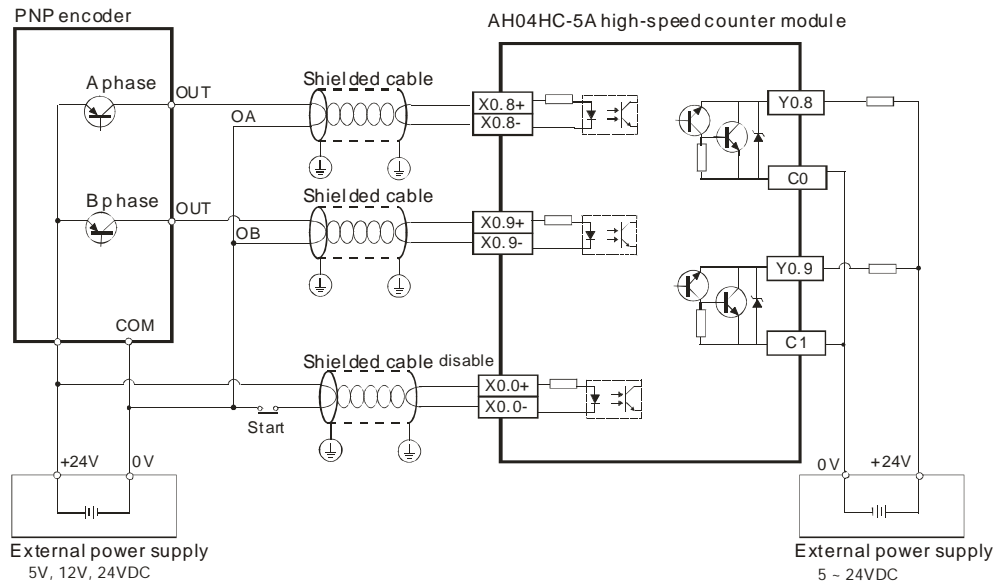 PNP encoder
AH04HC-5A high-speed counter module
A phase
OUT
Shielded cable
OA
X0.8+
X0.8-
Y0.8
C0
B phase
OUT
Shielded cable
OB
X0.9+
X0.9-
Y0.9
C1
COM
Shielded cable
disable
X0.0+
X0.0-
Start
+24V
0V
0V
+24V
External power supply
5V, 12V, 24VDC
External power supply
5 ~ 24VDC